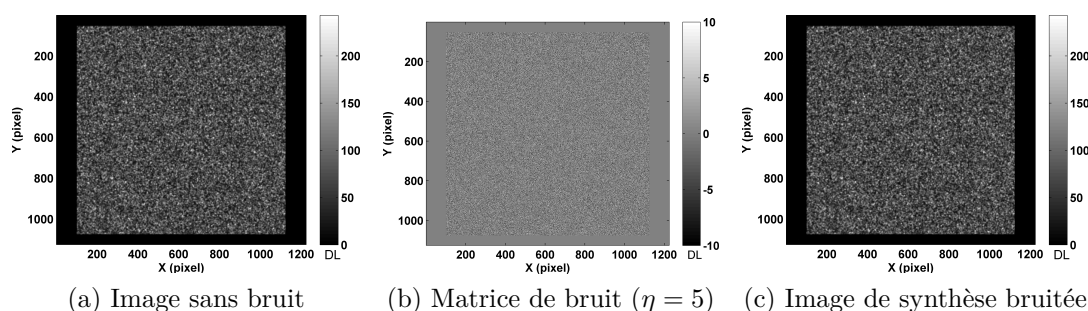 200
400
600
800
1000
Y (pixel)
200 400 600 800 1000 1200
X (pixel)
200
150
100
50
0
DL
(a) Image sans bruit
200
400
600
800
1000
Y (pixel)
200 400 600 800 1000 1200
X (pixel)
10
5
0
-5
-10
DL
(b) Matrice de bruit (η = 5)
200
400
600
800
1000
Y (pixel)
200 400 600 800 1000 1200
X (pixel)
200
150
100
50
0
DL
(c) Image de synthèse bruitée